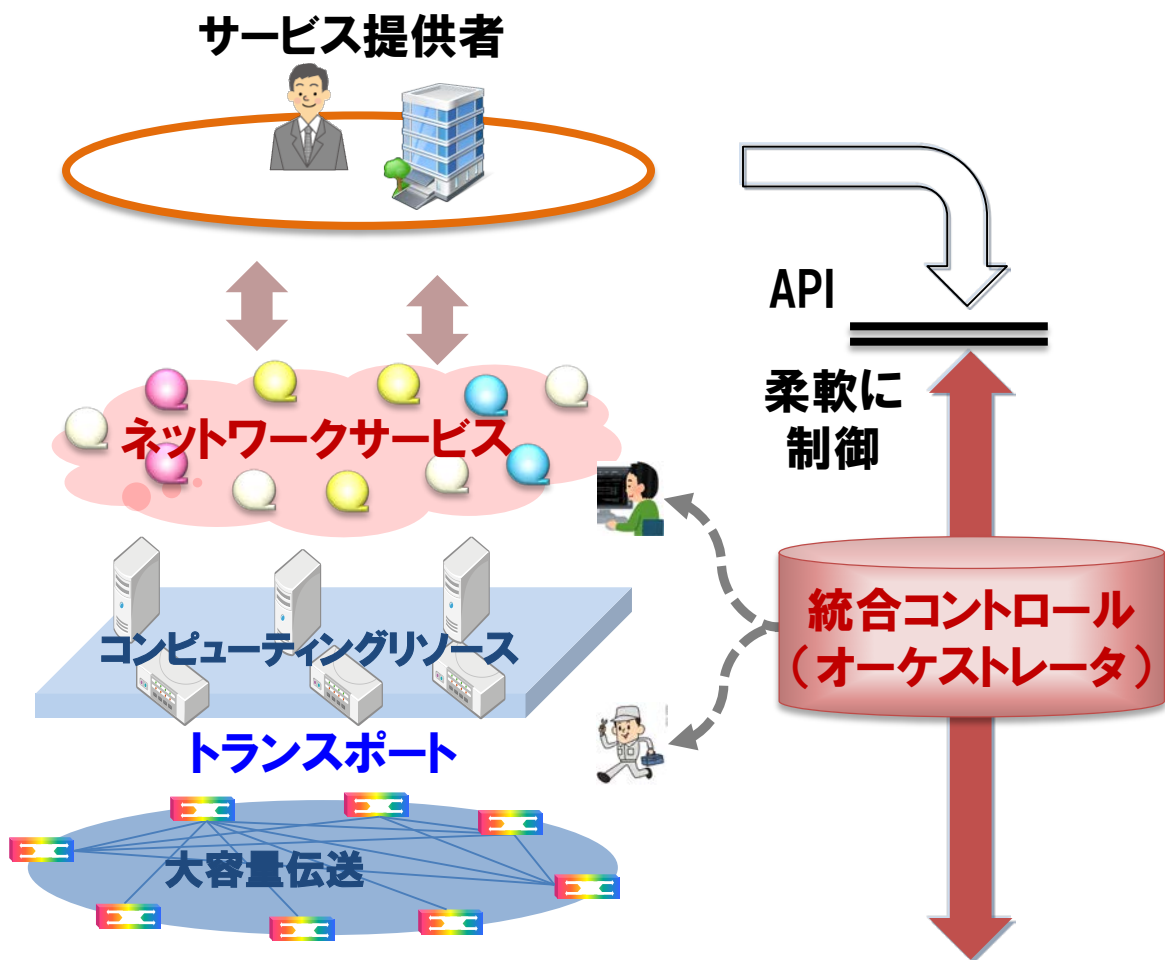 サービス提供者
API
柔軟に
制御
ネットワークサービス
コンピューティングリソース
統合コントロール
（オーケストレータ）
トランスポート
大容量伝送